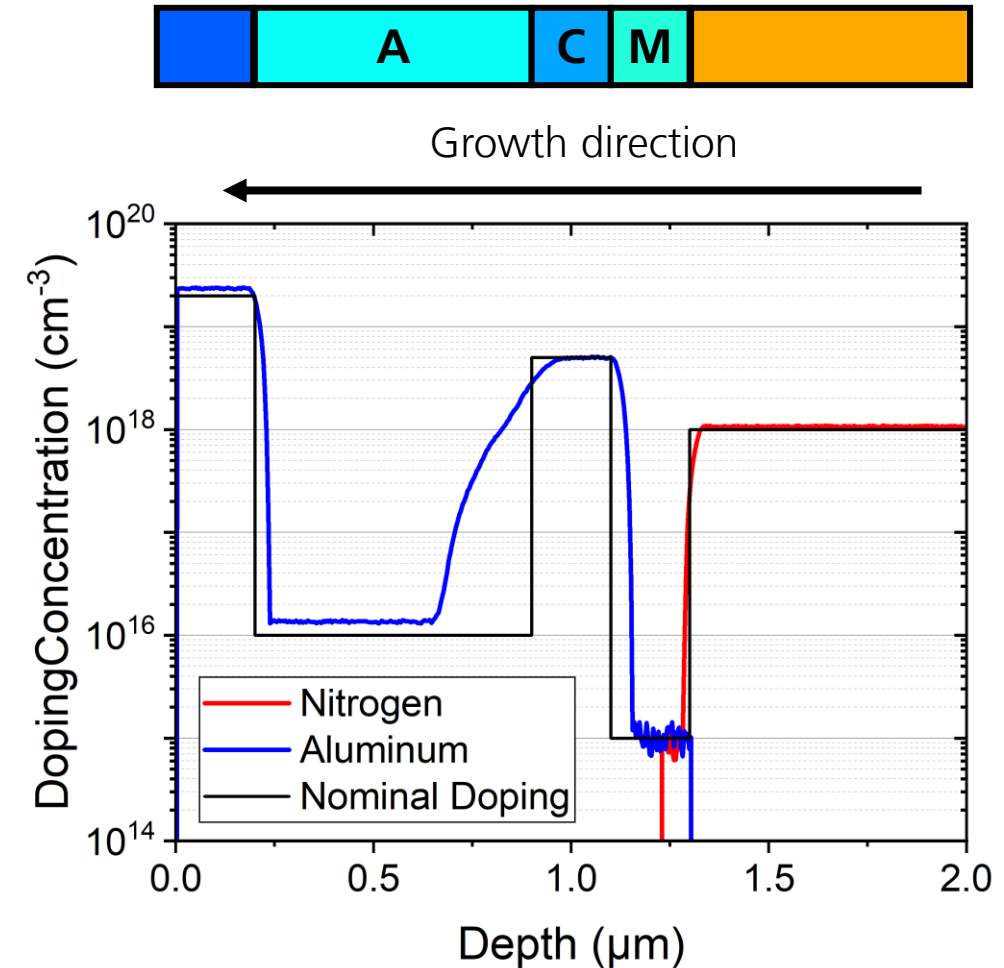 A C M
Growth direction
10^20
10^18
10^16
10^14
DopingConcentration (cm^-3)
Nitrogen
Aluminum
Nominal Doping
0.0 0.5 1.0 1.5 2.0
Depth (µm)